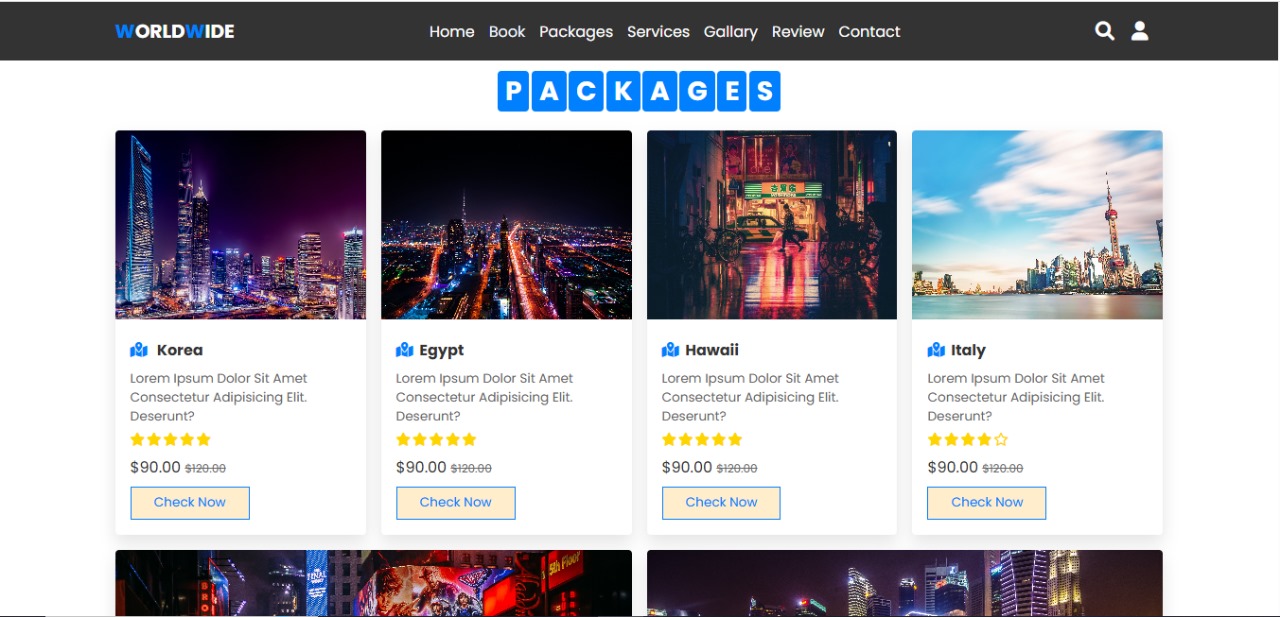 WORLDWIDE Home Book Packages Services Gallary Review Contact
PACKAGES
Korea
Lorem Ipsum Dolor Sit Amet
Consectetur Adipisicing Elit.
Deserunt?
$90.00 $120.00
Check Now
Egypt
Lorem Ipsum Dolor Sit Amet
Consectetur Adipisicing Elit.
Deserunt?
$90.00 $120.00
Check Now
Hawaii
Lorem Ipsum Dolor Sit Amet
Consectetur Adipisicing Elit.
Deserunt?
$90.00 $120.00
Check Now
Italy
Lorem Ipsum Dolor Sit Amet
Consectetur Adipisicing Elit.
Deserunt?
$90.00 $120.00
Check Now
5th Floor